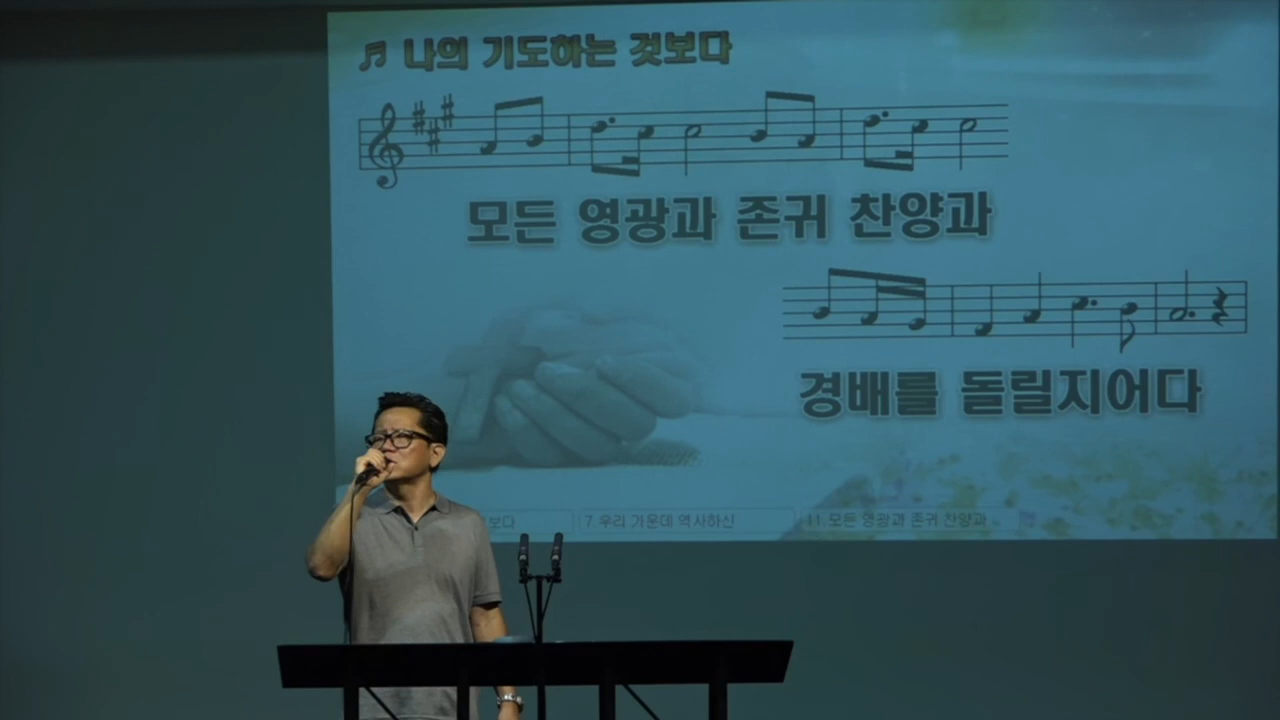 나의 기도하는 것보다
모든 영광과 존귀 찬양과
경배를 돌릴지어다
보다
7. 우리 가운데 역사하신
11. 모든 영광과 존귀 찬양과